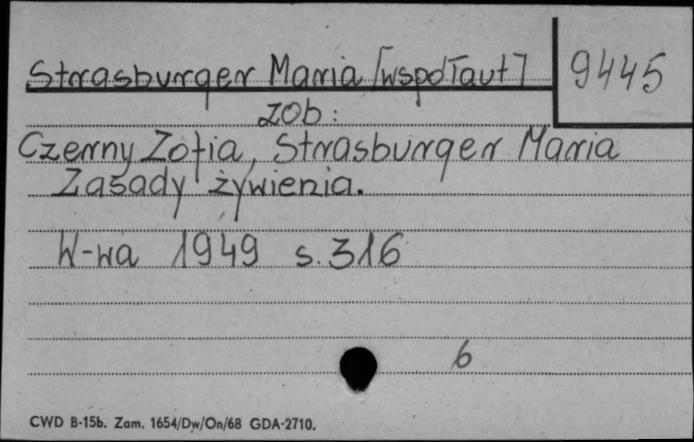 Strasburger Maria [współaut] 9445
zob:
Czerny Zofia, Strasburger Maria
Zasady żywienia.
W-wa 1949 s. 316
6
CWD B-15b. Zam. 1654/Dw/On/68 GDA-2710.